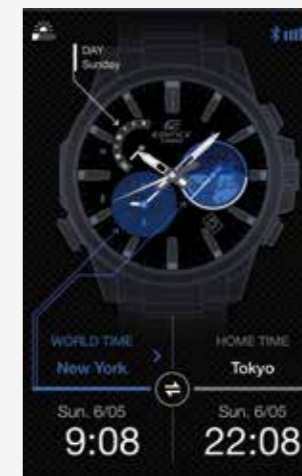 DAY
Sunday
EDIFICE
WORLD TIME
HOME TIME
New York
Tokyo
Sun. 6/05
Sun. 6/05
9:08
22:08